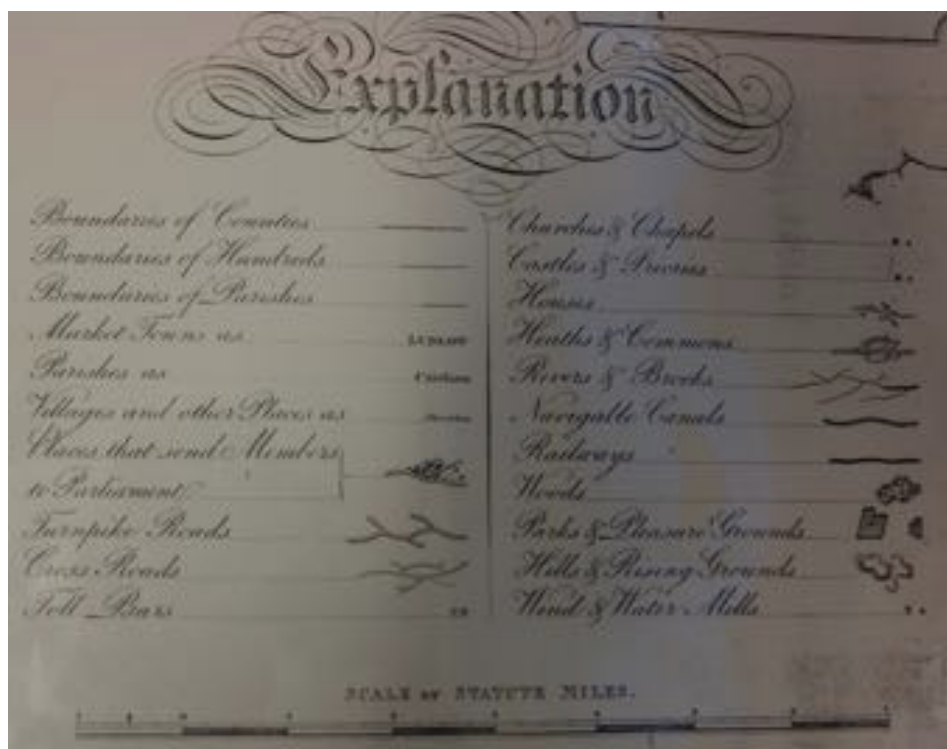 Explanation
Boundaries of Counties
Boundaries of Hundreds
Boundaries of Parishes
Market Towns as LUDLOW
Parishes as
Villages and other Places as
Places that send Members
to Parliament
Turnpike Roads
Cross Roads
Toll Bars
Churches & Chapels
Castles & Priories
Houses
Heaths & Commons
Rivers & Brooks
Navigable Canals
Railways
Woods
Parks & Pleasure Grounds
Hills & Rising Grounds
Wind & Water Mills
SCALE OF STATUTE MILES.